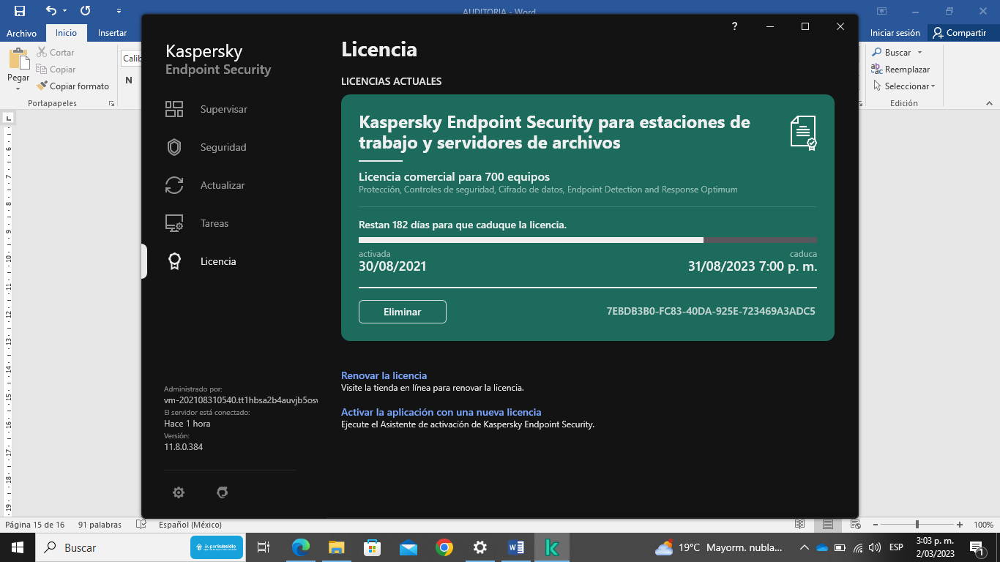 AUDITORIA - Word
Archivo
Inicio
Insertar
Iniciar sesión
Compartir
Pegar
Cortar
Copiar
Copiar formato
Portapapeles
Calib
N
Buscar
Reemplazar
Seleccionar
Edición
?
Kaspersky
Endpoint Security
Supervisar
Seguridad
Actualizar
Tareas
Licencia
Administrado por:
vm-202108310540.tt1hbsa2b4auvjb5os
El servidor está conectado:
Hace 1 hora
Versión:
11.8.0.384
Licencia
LICENCIAS ACTUALES
Kaspersky Endpoint Security para estaciones de
trabajo y servidores de archivos
Licencia comercial para 700 equipos
Protección, Controles de seguridad, Cifrado de datos, Endpoint Detection and Response Optimum
Restan 182 días para que caduque la licencia.
activada caduca
30/08/2021 31/08/2023 7:00 p. m.
Eliminar 7EBDB3B0-FC83-40DA-925E-723469A3ADC5
Renovar la licencia
Visite la tienda en línea para renovar la licencia.
Activar la aplicación con una nueva licencia
Ejecute el Asistente de activación de Kaspersky Endpoint Security.
Página 15 de 16 91 palabras Español (México) 100%
Buscar
SuperSubsidio
19°C Mayorm. nubla...
ESP
3:03 p. m.
2/03/2023
1